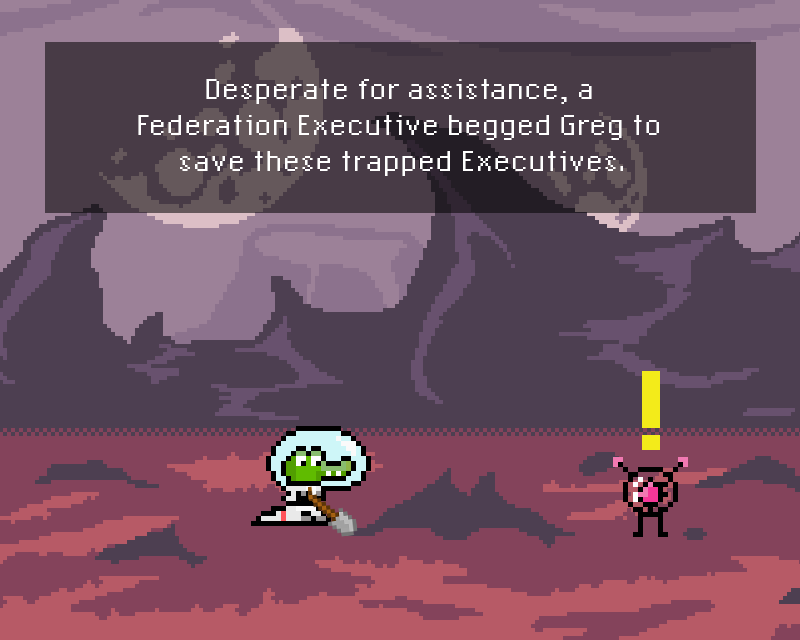 Desperate for assistance, a
Federation Executive begged Greg to
save these trapped Executives.